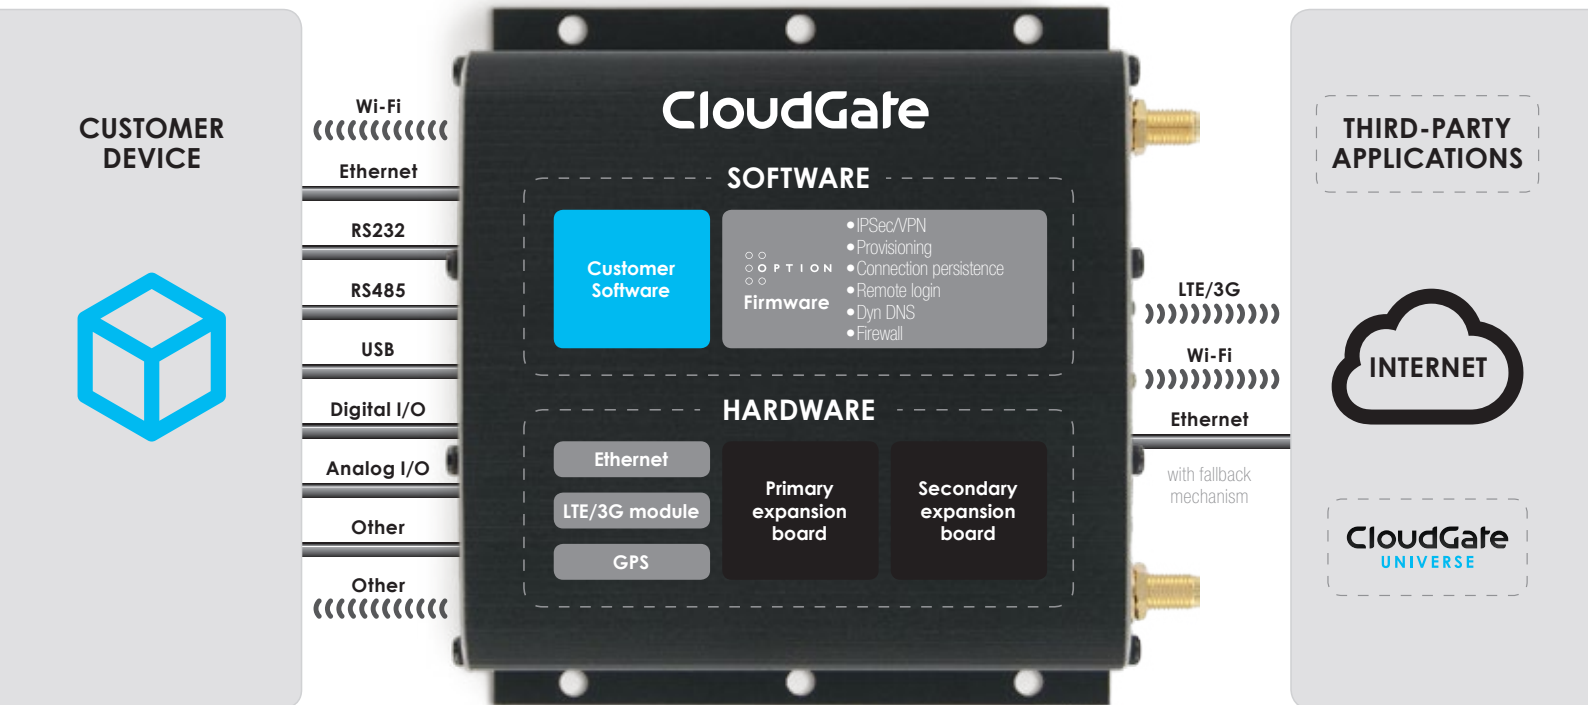 CUSTOMER
DEVICE
Wi-Fi
Ethernet
RS232
RS485
USB
Digital I/O
Analog I/O
Other
Other
CloudGate
SOFTWARE
Customer
Software
OPTION
Firmware
•IPSec/VPN
•Provisioning
•Connection persistence
•Remote login
•Dyn DNS
•Firewall
HARDWARE
Ethernet
LTE/3G module
GPS
Primary
expansion
board
Secondary
expansion
board
LTE/3G
Wi-Fi
Ethernet
with fallback
mechanism
THIRD-PARTY
APPLICATIONS
INTERNET
CloudGate
UNIVERSE